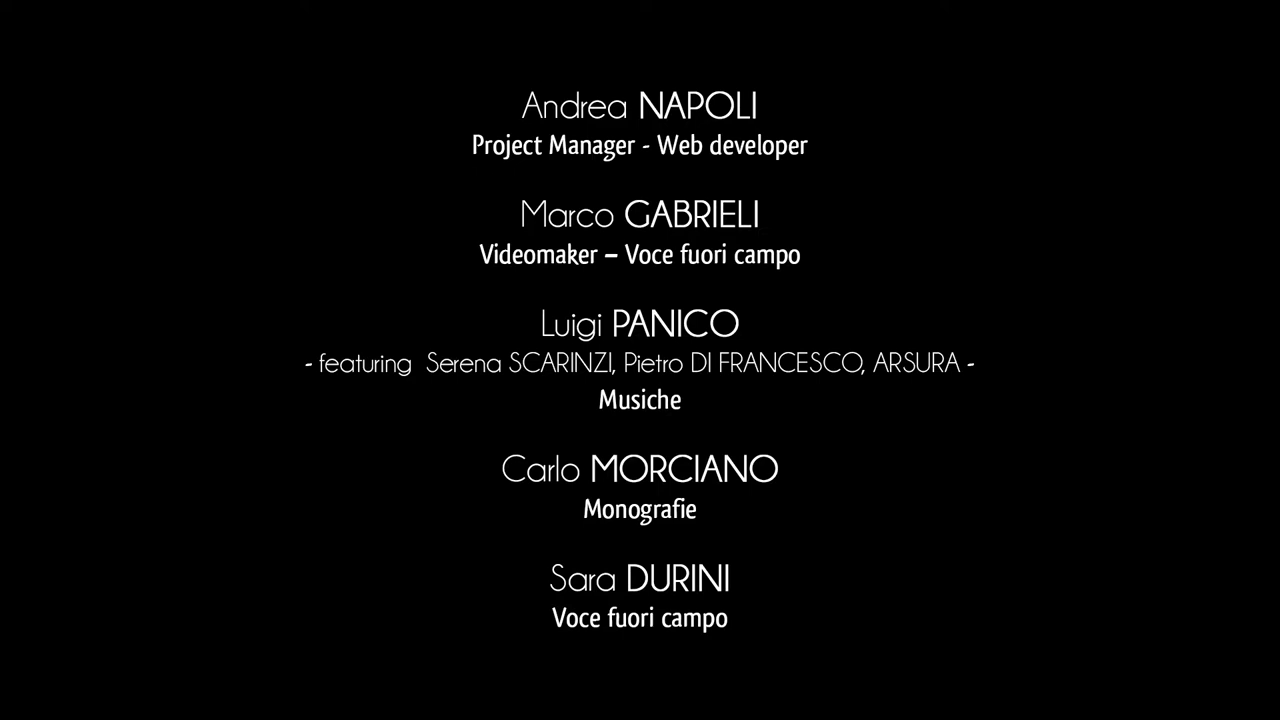 Andrea NAPOLI
Project Manager - Web developer
Marco GABRIELI
Videomaker – Voce fuori campo
Luigi PANICO
- featuring  Serena SCARINZI, Pietro DI FRANCESCO, ARSURA -
Musiche
Carlo MORCIANO
Monografie
Sara DURINI
Voce fuori campo